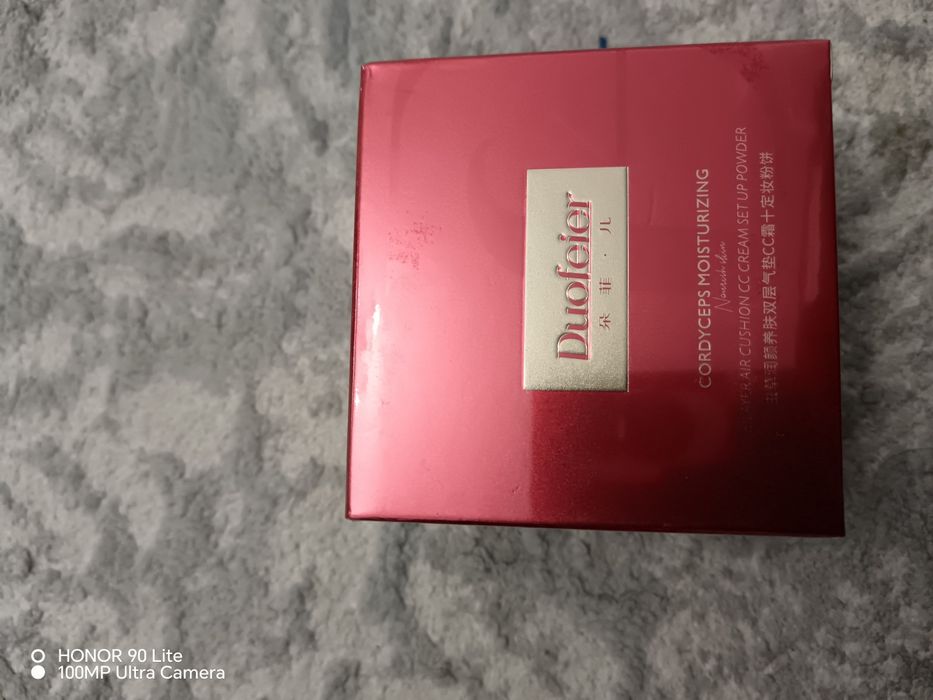 Duofeier
朵菲·儿
CORDYCEPS MOISTURIZING
Nourish skin
LAYER AIR CUSHION CC CREAM SET UP POWDER
虫草润颜养肤双层气垫CC霜十定妆粉饼
HONOR 90 Lite
100MP Ultra Camera